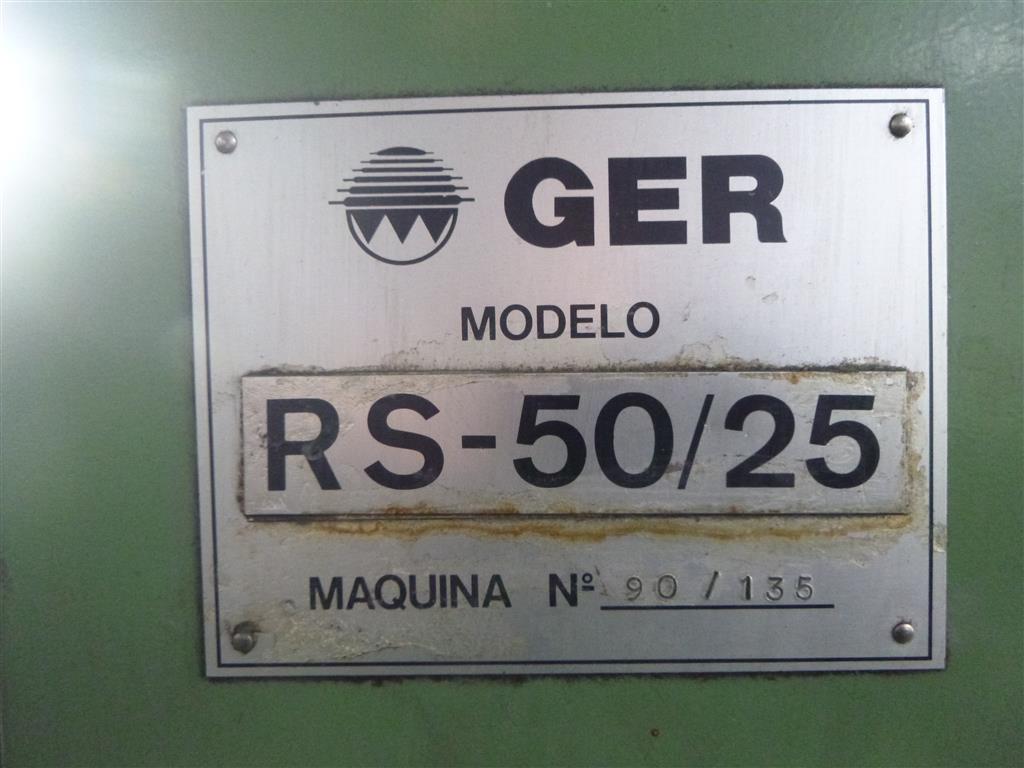 GER
MODELO
RS-50/25
MAQUINA Nº 90/135